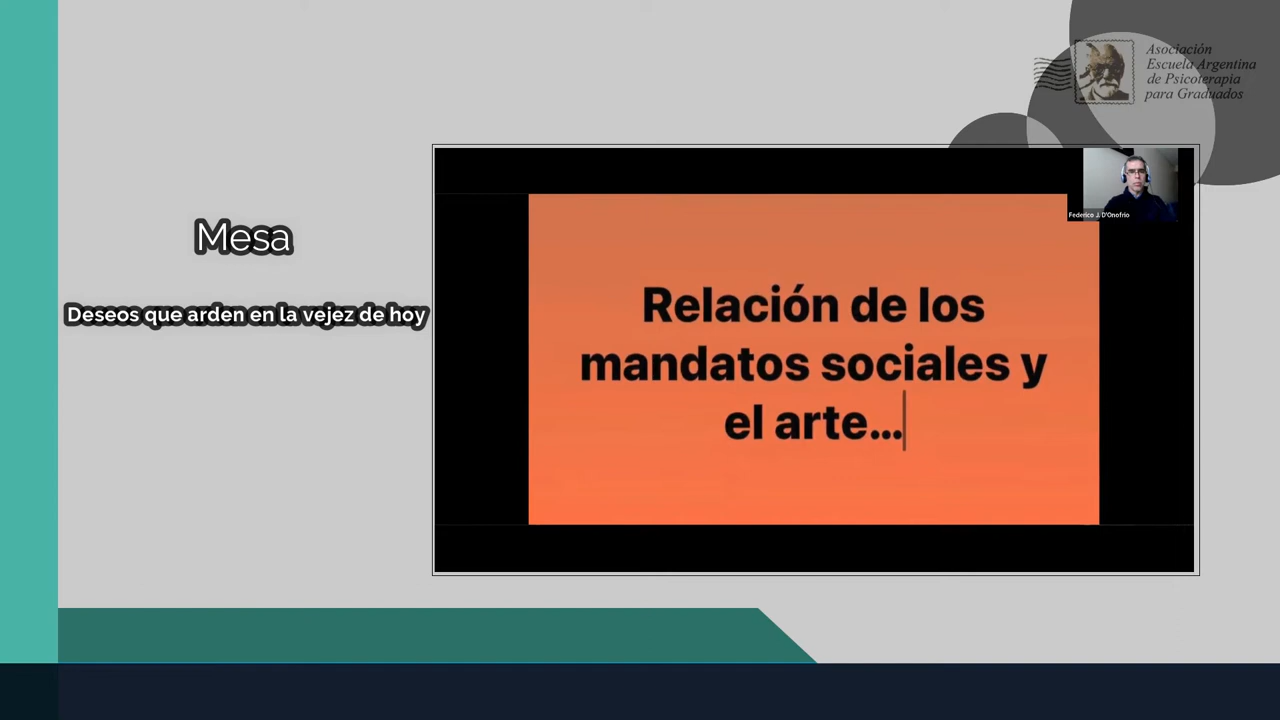 Asociación
Escuela Argentina
de Psicoterapia
para Graduados
Mesa
Deseos que arden en la vejez de hoy
Federico J. D'Onofrio
Relación de los
mandatos sociales y
el arte...